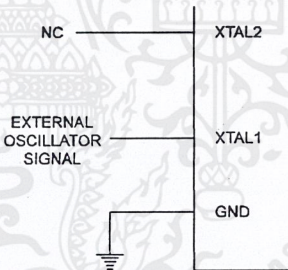 NC
XTAL2
EXTERNAL
OSCILLATOR
SIGNAL
XTAL1
GND